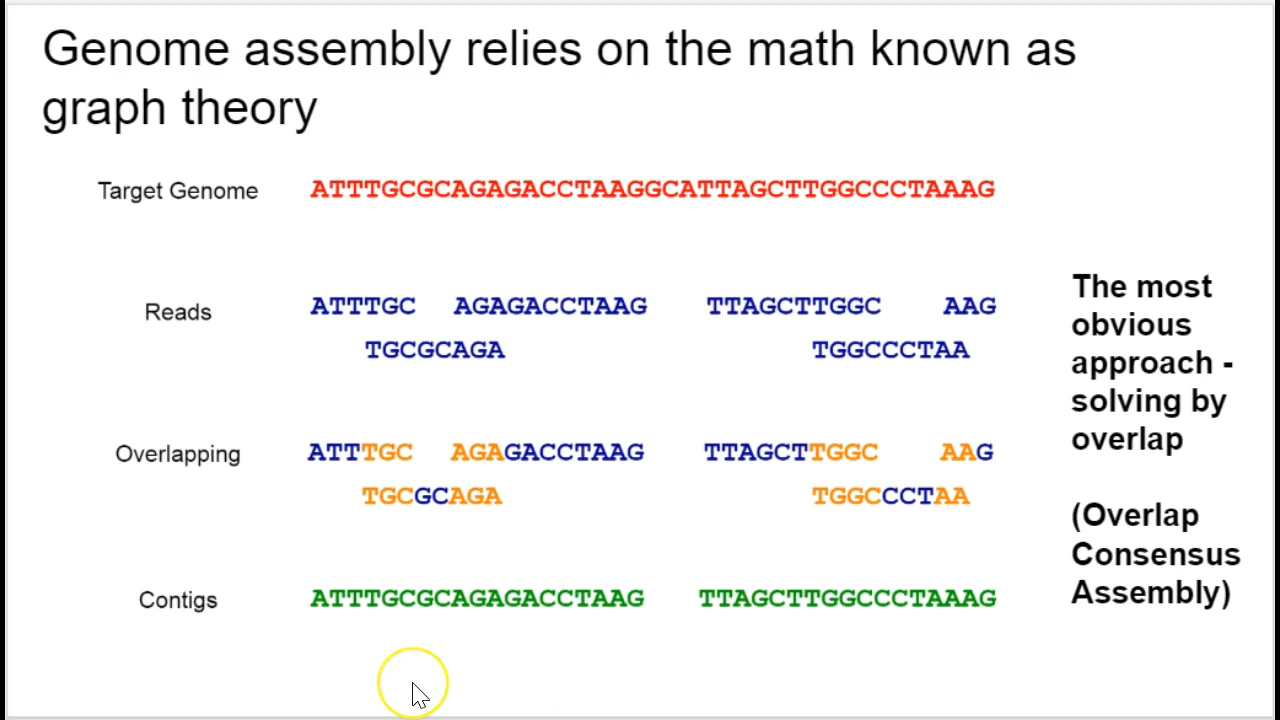 Genome assembly relies on the math known as
graph theory
Target Genome ATTTGCGCAGAGACCTAAGGCATTAGCTTGGCCCTAAAG
Reads ATTTGC AGAGACCTAAG TTAGCTTGGC AAG
TGCGCAGA TGGCCCTAA
Overlapping ATTTGC AGAGACCTAAG TTAGCTTGGC AAG
TGCGCAGA TGGCCCTAA
Contigs ATTTGCGCAGAGACCTAAG TTAGCTTGGCCCTAAAG
The most
obvious
approach -
solving by
overlap
(Overlap
Consensus
Assembly)